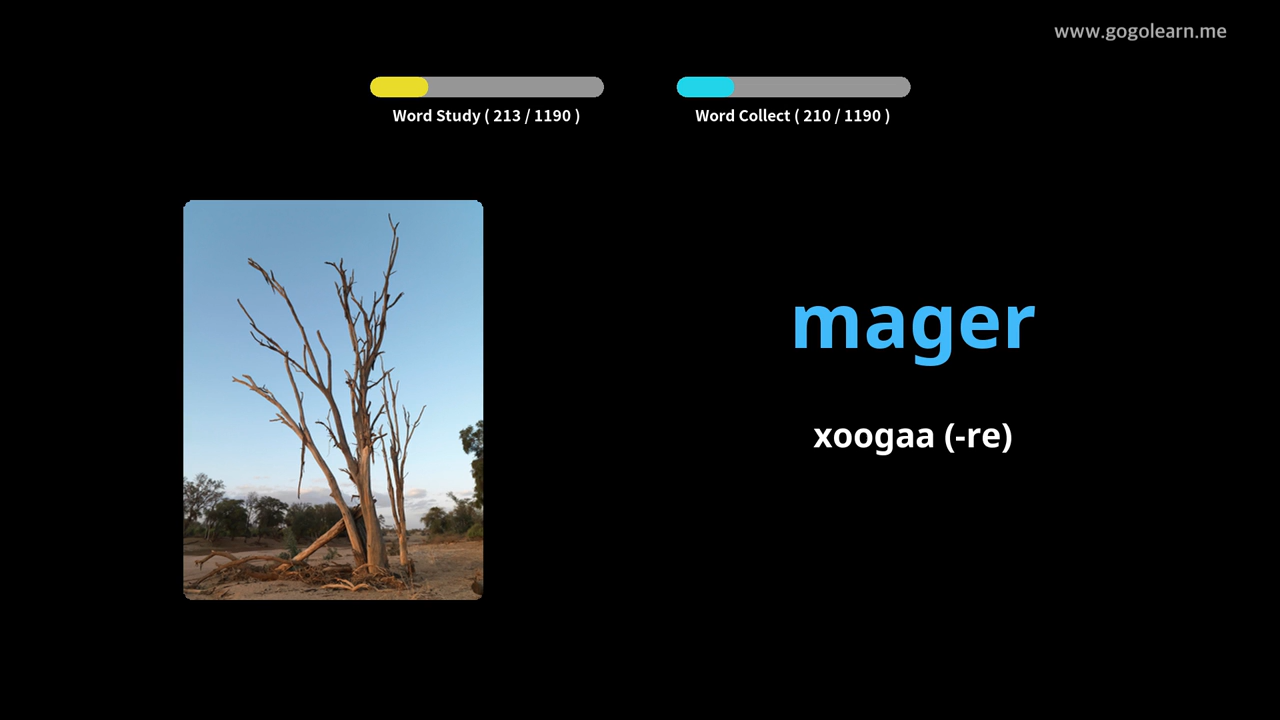 www.gogolearn.me
Word Study ( 213 / 1190 )
Word Collect ( 210 / 1190 )
mager
xoogaa (-re)